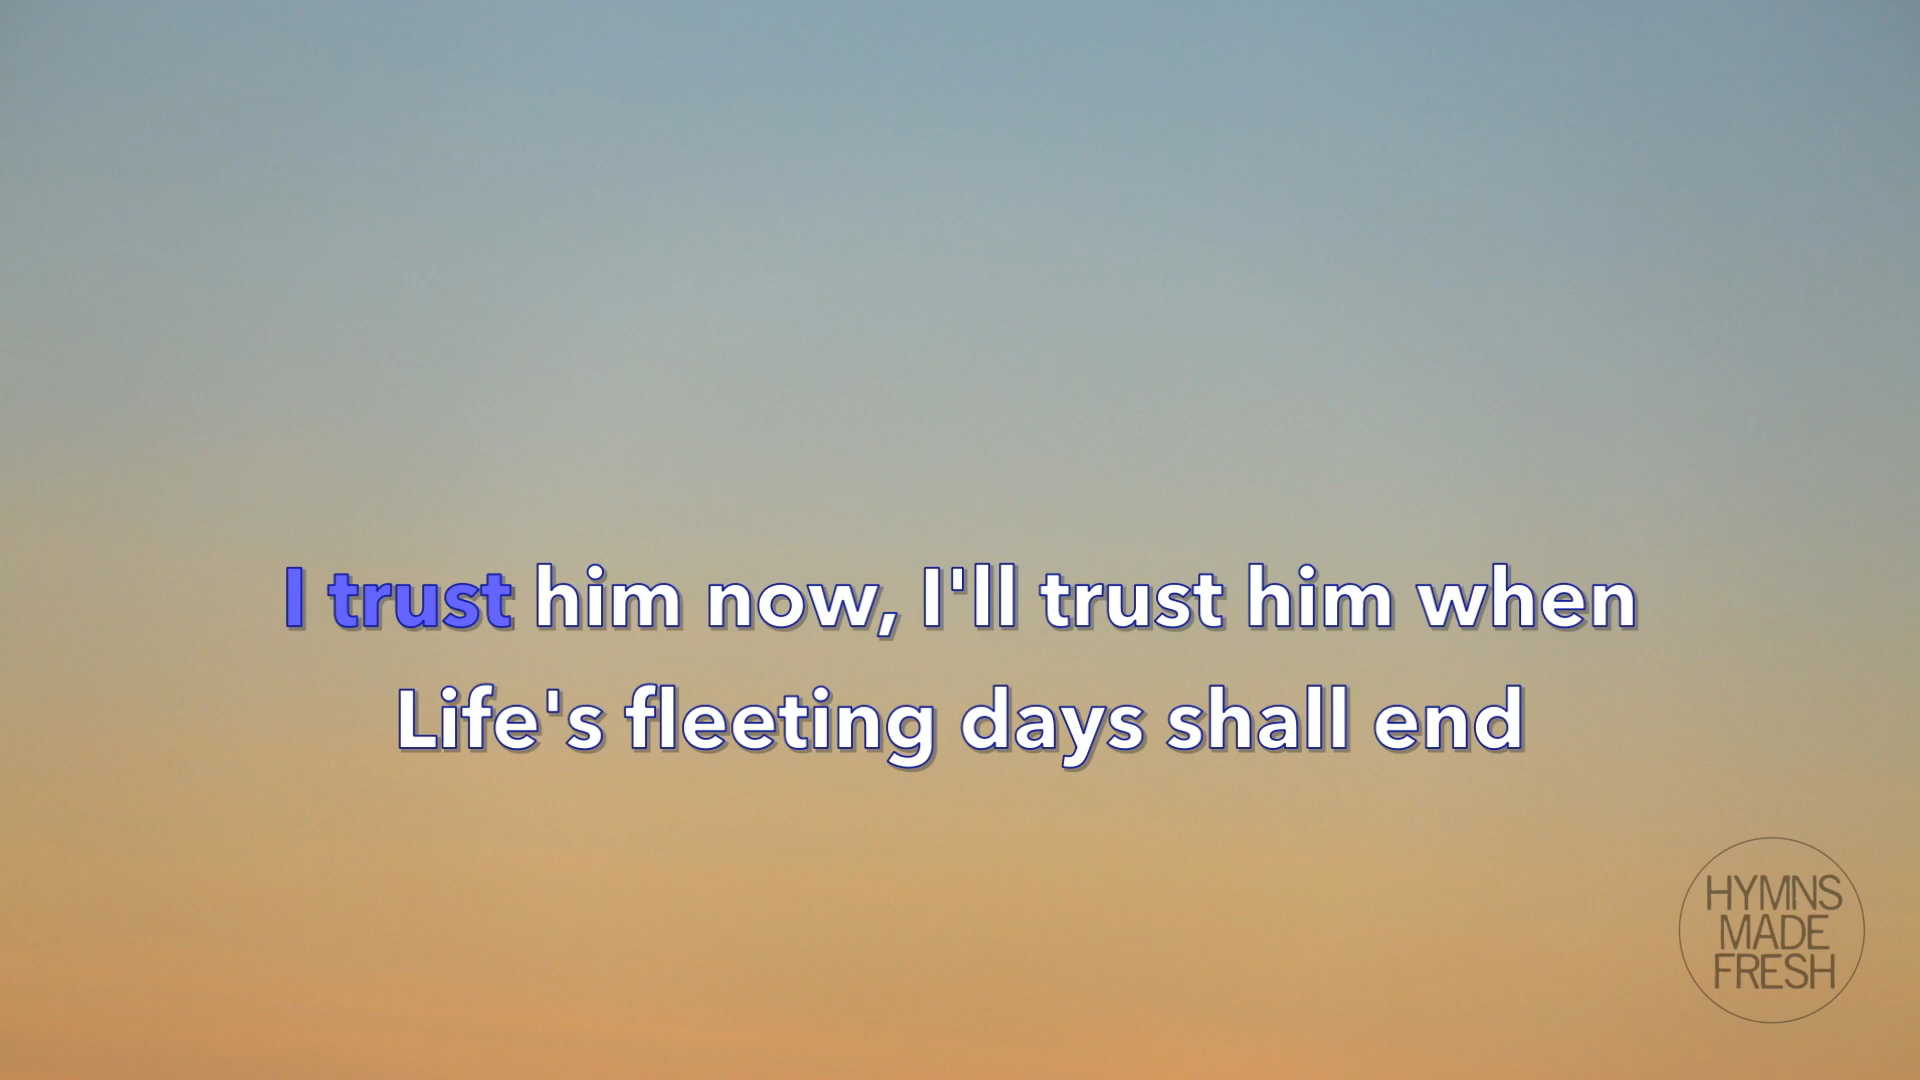 I trust him now, I'll trust him when
Life's fleeting days shall end
HYMNS
MADE
FRESH